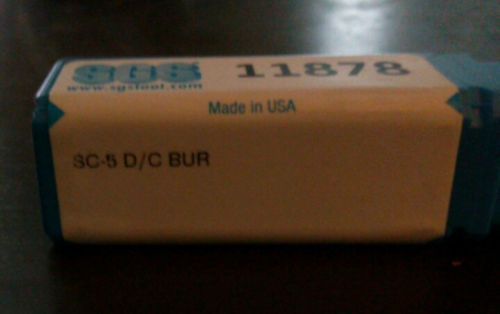 SGS 11878
www.sgstool.com
Made in USA
SC-5 D/C BUR